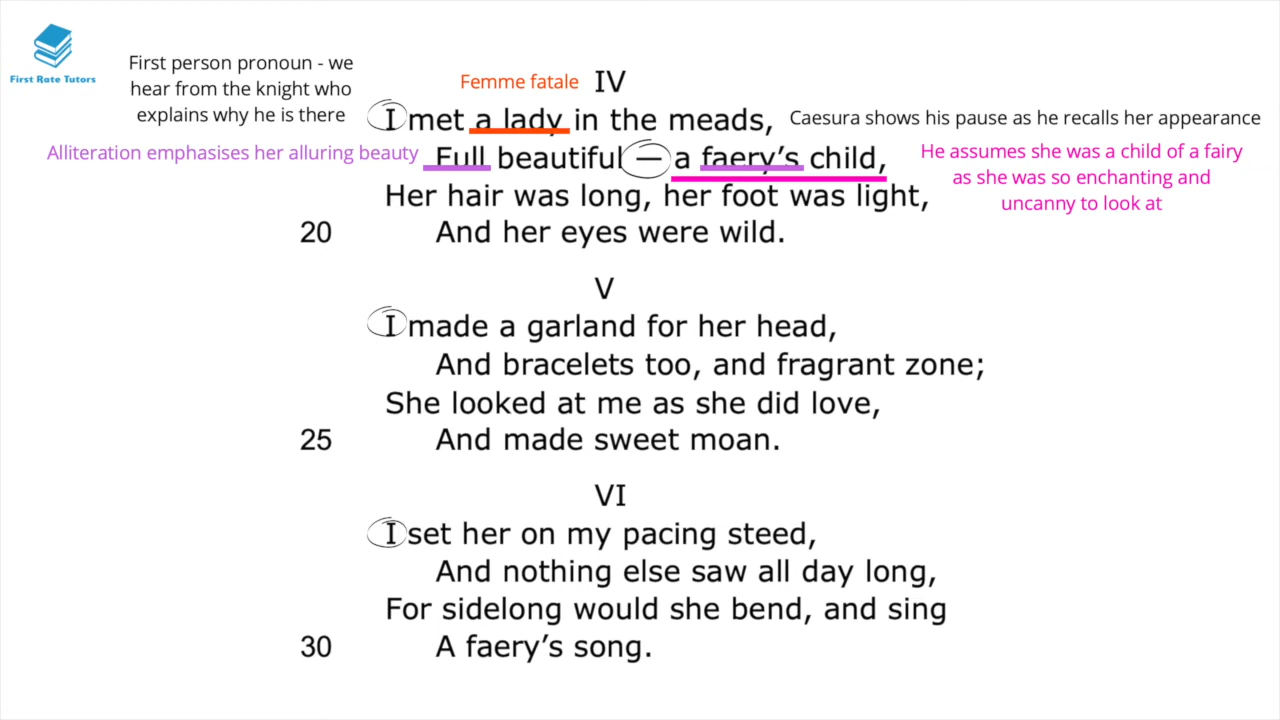 First Rate Tutors
First person pronoun - we
hear from the knight who
explains why he is there
Femme fatale
IV
I met a lady in the meads,
Caesura shows his pause as he recalls her appearance
Alliteration emphasises her alluring beauty
Full beautiful — a faery’s child,
He assumes she was a child of a fairy
as she was so enchanting and
uncanny to look at
Her hair was long, her foot was light,
20 And her eyes were wild.
V
I made a garland for her head,
And bracelets too, and fragrant zone;
She looked at me as she did love,
25 And made sweet moan.
VI
I set her on my pacing steed,
And nothing else saw all day long,
For sidelong would she bend, and sing
30 A faery’s song.